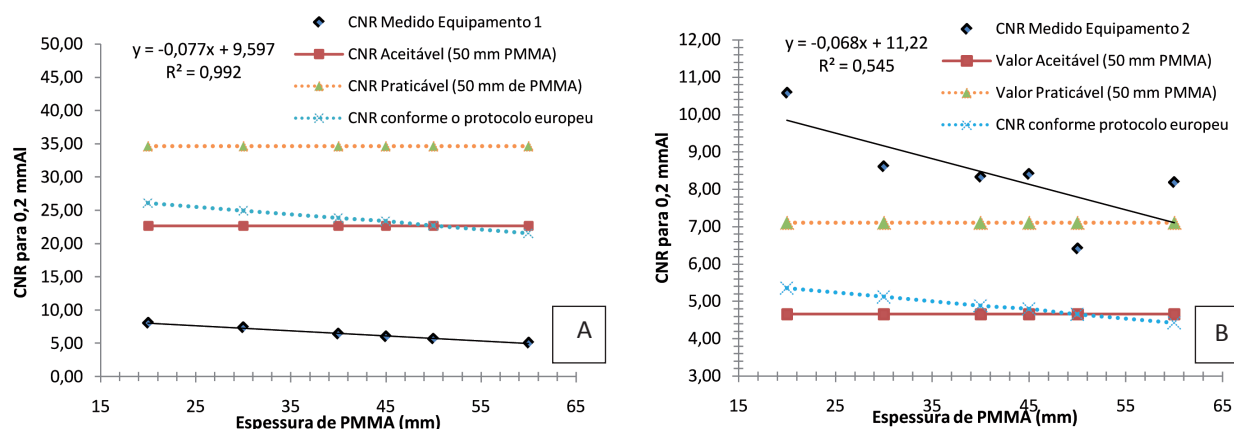 CNR Medido Equipamento 1
y = -0,077x + 9,597
R² = 0,992
CNR Aceitável (50 mm PMMA)
CNR Praticável (50 mm de PMMA)
CNR conforme o protocolo europeu
CNR para 0,2 mmAl
50,00
45,00
40,00
35,00
30,00
25,00
20,00
15,00
10,00
5,00
0,00
A
15 25 35 45 55 65
Espessura de PMMA (mm)
CNR Medido Equipamento 2
y = -0,068x + 11,22
R² = 0,545
Valor Aceitável (50 mm PMMA)
Valor Praticável (50 mm PMMA)
CNR conforme protocolo europeu
CNR para 0,2 mmAl
12,00
11,00
10,00
9,00
8,00
7,00
6,00
5,00
4,00
3,00
B
15 25 35 45 55 65
Espessura de PMMA (mm)